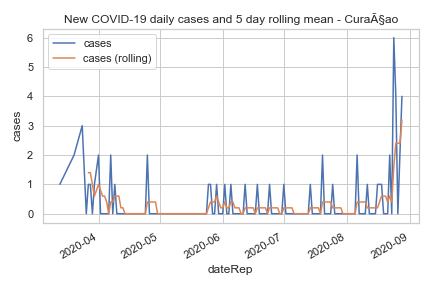 New COVID-19 daily cases and 5 day rolling mean - CuraÃ§ao
cases
cases (rolling)
6
5
4
3
2
1
0
cases
2020-04
2020-05
2020-06
2020-07
2020-08
2020-09
dateRep